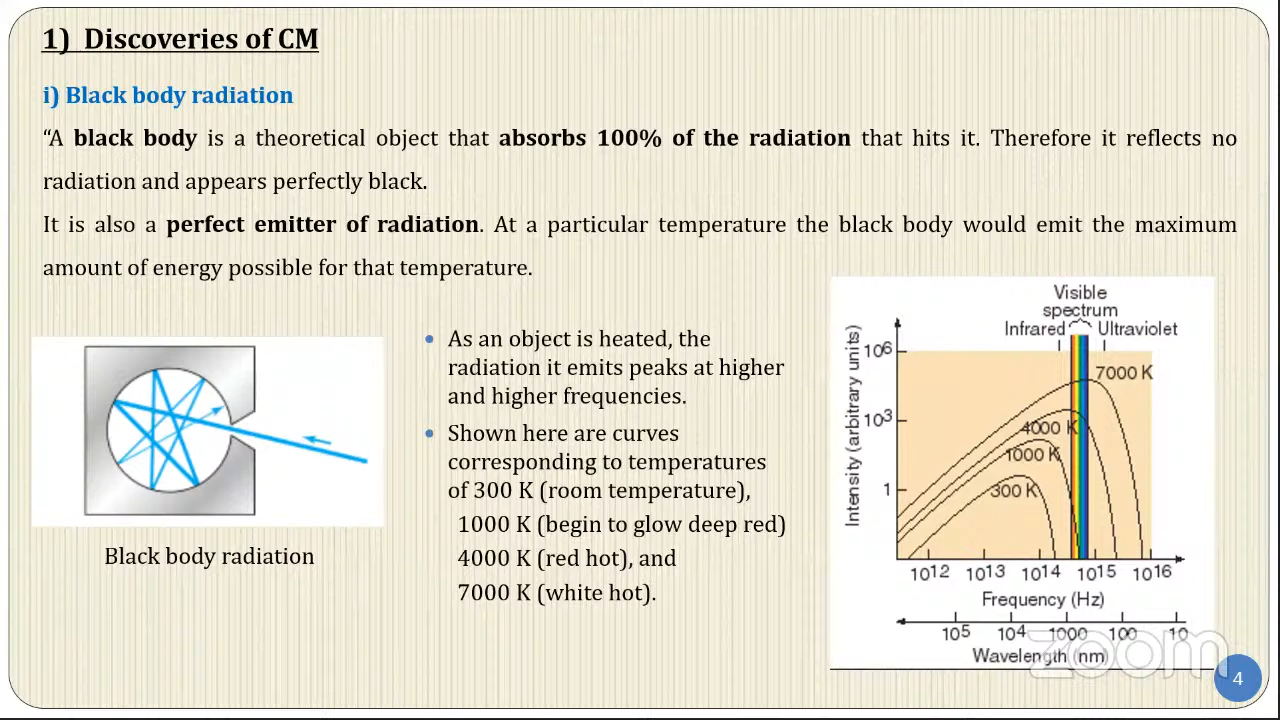 1) Discoveries of CM
i) Black body radiation
“A black body is a theoretical object that absorbs 100% of the radiation that hits it. Therefore it reflects no
radiation and appears perfectly black.
It is also a perfect emitter of radiation. At a particular temperature the black body would emit the maximum
amount of energy possible for that temperature.
• As an object is heated, the
radiation it emits peaks at higher
and higher frequencies.
• Shown here are curves
corresponding to temperatures
of 300 K (room temperature),
1000 K (begin to glow deep red)
4000 K (red hot), and
7000 K (white hot).
Black body radiation
Visible
spectrum
Infrared Ultraviolet
Intensity (arbitrary units)
10⁶
10³
1
7000 K
4000 K
1000 K
300 K
10¹² 10¹³ 10¹⁴ 10¹⁵ 10¹⁶
Frequency (Hz)
10⁵ 10⁴ 1000 100 10
Wavelength (nm)
zoom
4